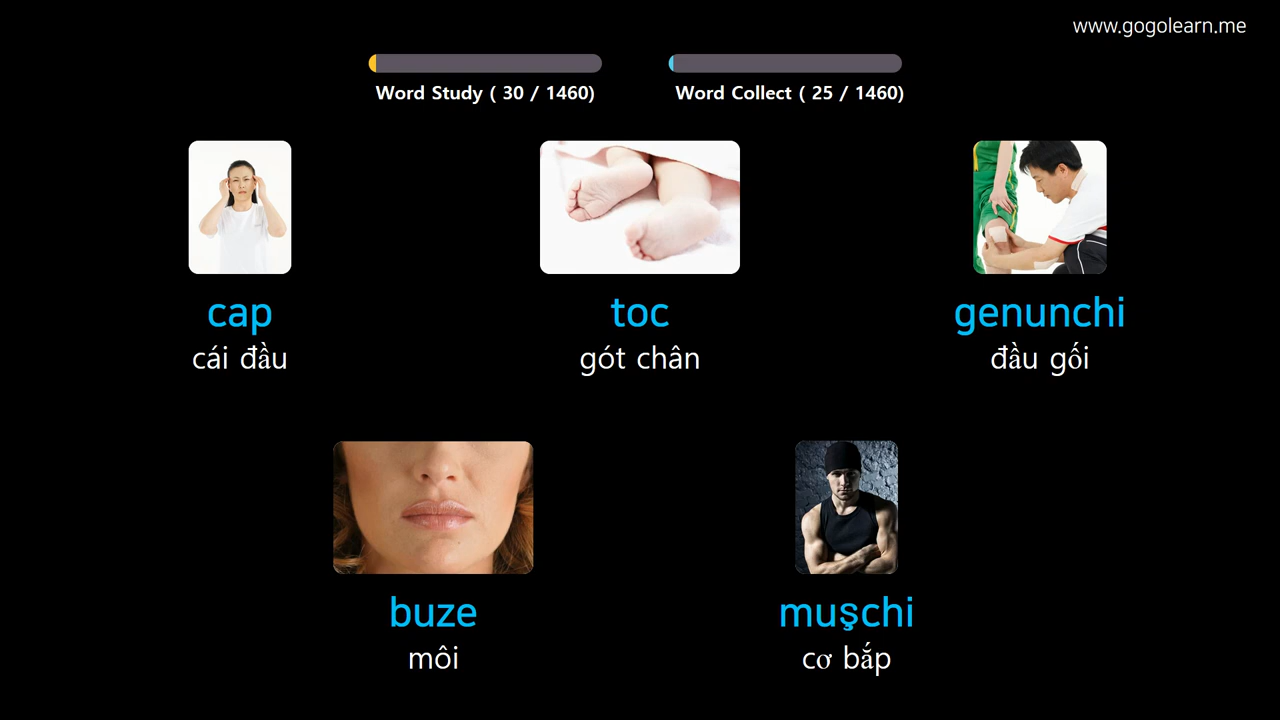 www.gogolearn.me
Word Study ( 30 / 1460)
Word Collect ( 25 / 1460)
cap
cái đầu
toc
gót chân
genunchi
đầu gối
buze
môi
muşchi
cơ bắp